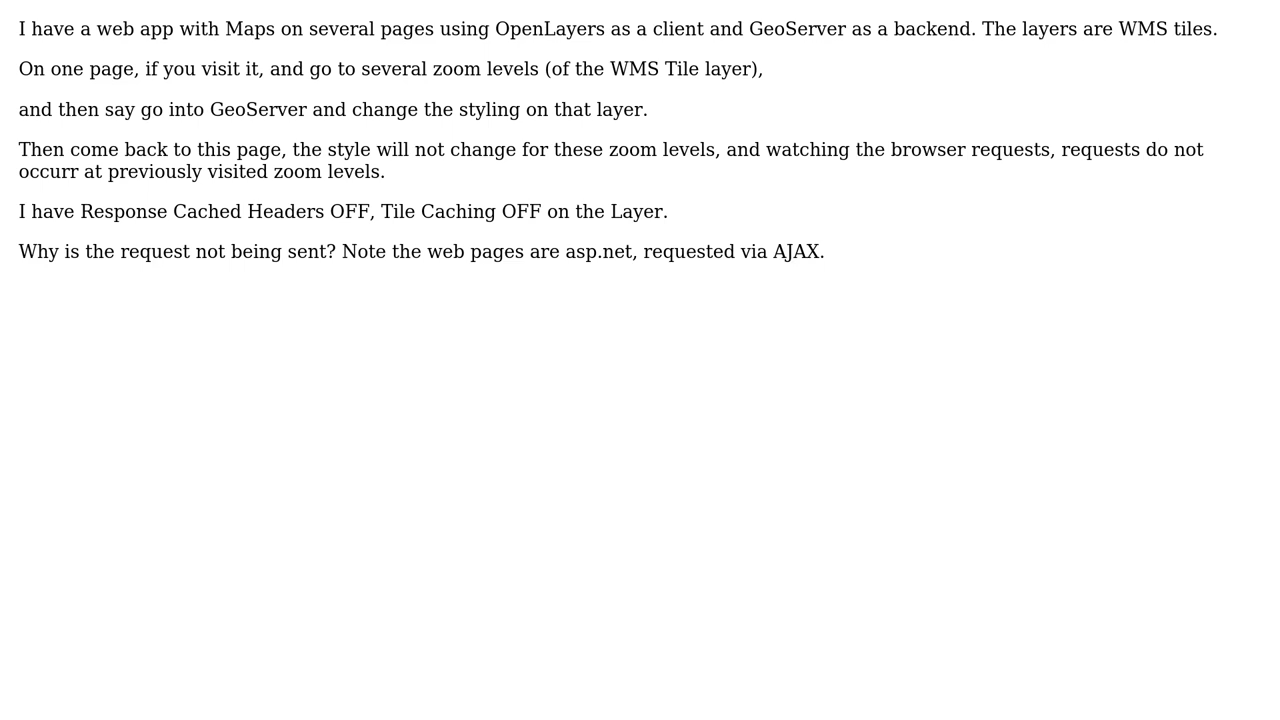 I have a web app with Maps on several pages using OpenLayers as a client and GeoServer as a backend. The layers are WMS tiles.
On one page, if you visit it, and go to several zoom levels (of the WMS Tile layer),
and then say go into GeoServer and change the styling on that layer.
Then come back to this page, the style will not change for these zoom levels, and watching the browser requests, requests do not
occurr at previously visited zoom levels.
I have Response Cached Headers OFF, Tile Caching OFF on the Layer.
Why is the request not being sent? Note the web pages are asp.net, requested via AJAX.